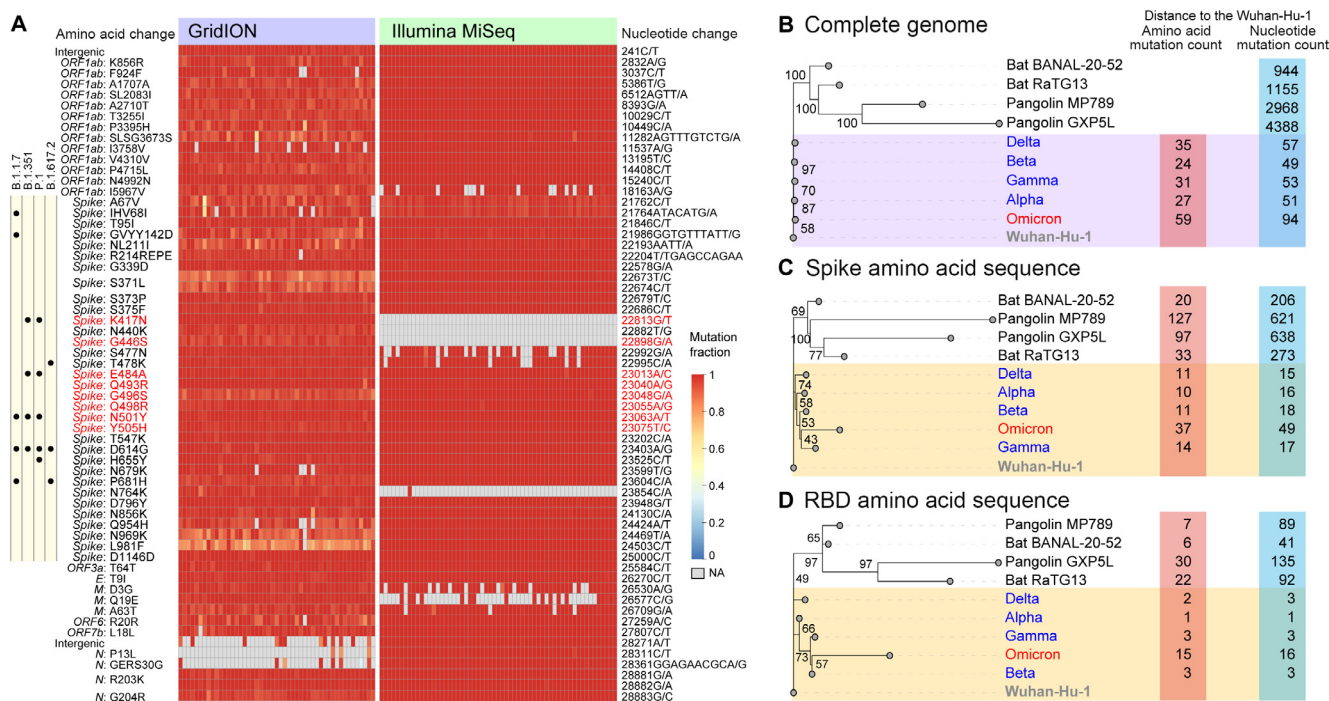 A
Amino acid change
GridION
Illumina MiSeq
Nucleotide change
B.1.1.7
B.1.351
P.1
B.1.617.2
Intergenic 241C/T
ORF1ab: K856R 2832A/G
ORF1ab: F924F 3037C/T
ORF1ab: A1707A 5386T/G
ORF1ab: SL2083I 6512AGTT/A
ORF1ab: A2710T 8393G/A
ORF1ab: T3255I 10029C/T
ORF1ab: P3395H 10449C/A
ORF1ab: SLSG3673S 11282AGTTTGTCTG/A
ORF1ab: I3758V 11537A/G
ORF1ab: V4310V 13195T/C
ORF1ab: P4715L 14408C/T
ORF1ab: N4992N 15240C/T
ORF1ab: I5967V 18163A/G
Spike: A67V 21762C/T
Spike: IHV68I 21764ATACATG/A
Spike: T95I 21846C/T
Spike: GVYY142D 21986GGTGTTTATT/G
Spike: NL211I 22193AATT/A
Spike: R214REPE 22204T/TGAGCCAGAA
Spike: G339D 22578G/A
Spike: S371L 22673T/C
22674C/T
Spike: S373P 22679T/C
Spike: S375F 22686C/T
Spike: K417N 22813G/T
Spike: N440K 22882T/G
Spike: G446S 22898G/A
Spike: S477N 22992G/A
Spike: T478K 22995C/A
Spike: E484A 23013A/C
Spike: Q493R 23040A/G
Spike: G496S 23048G/A
Spike: Q498R 23055A/G
Spike: N501Y 23063A/T
Spike: Y505H 23075T/C
Spike: T547K 23202C/A
Spike: D614G 23403A/G
Spike: H655Y 23525C/T
Spike: N679K 23599T/G
Spike: P681H 23604C/A
Spike: N764K 23854C/A
Spike: D796Y 23948G/T
Spike: N856K 24130C/A
Spike: Q954H 24424A/T
Spike: N969K 24469T/A
Spike: L981F 24503C/T
Spike: D1146D 25000C/T
ORF3a: T64T 25584C/T
E: T9I 26270C/T
M: D3G 26530A/G
M: Q19E 26577C/G
M: A63T 26709G/A
ORF6: R20R 27259A/C
ORF7b: L18L 27807C/T
Intergenic 28271A/T
N: P13L 28311C/T
N: GERS30G 28361GGAGAACGCA/G
N: R203K 28881G/A
28882G/A
N: G204R 28883G/C
Mutation
fraction
1
0.8
0.6
0.4
0.2
0
NA
B Complete genome
Distance to the Wuhan-Hu-1
Amino acid
mutation count
Nucleotide
mutation count
Bat BANAL-20-52 944
Bat RaTG13 1155
Pangolin MP789 2968
Pangolin GXP5L 4388
Delta 35 57
Beta 24 49
Gamma 31 53
Alpha 27 51
Omicron 59 94
Wuhan-Hu-1
100
100
100
97
70
87
58
C Spike amino acid sequence
Bat BANAL-20-52 20 206
Pangolin MP789 127 621
Pangolin GXP5L 97 638
Bat RaTG13 33 273
Delta 11 15
Alpha 10 16
Beta 11 18
Omicron 37 49
Gamma 14 17
Wuhan-Hu-1
69
100
77
74
58
53
43
D RBD amino acid sequence
Pangolin MP789 7 89
Bat BANAL-20-52 6 41
Pangolin GXP5L 30 135
Bat RaTG13 22 92
Delta 2 3
Alpha 1 1
Gamma 3 3
Omicron 15 16
Beta 3 3
Wuhan-Hu-1
65
97
97
49
66
73
57